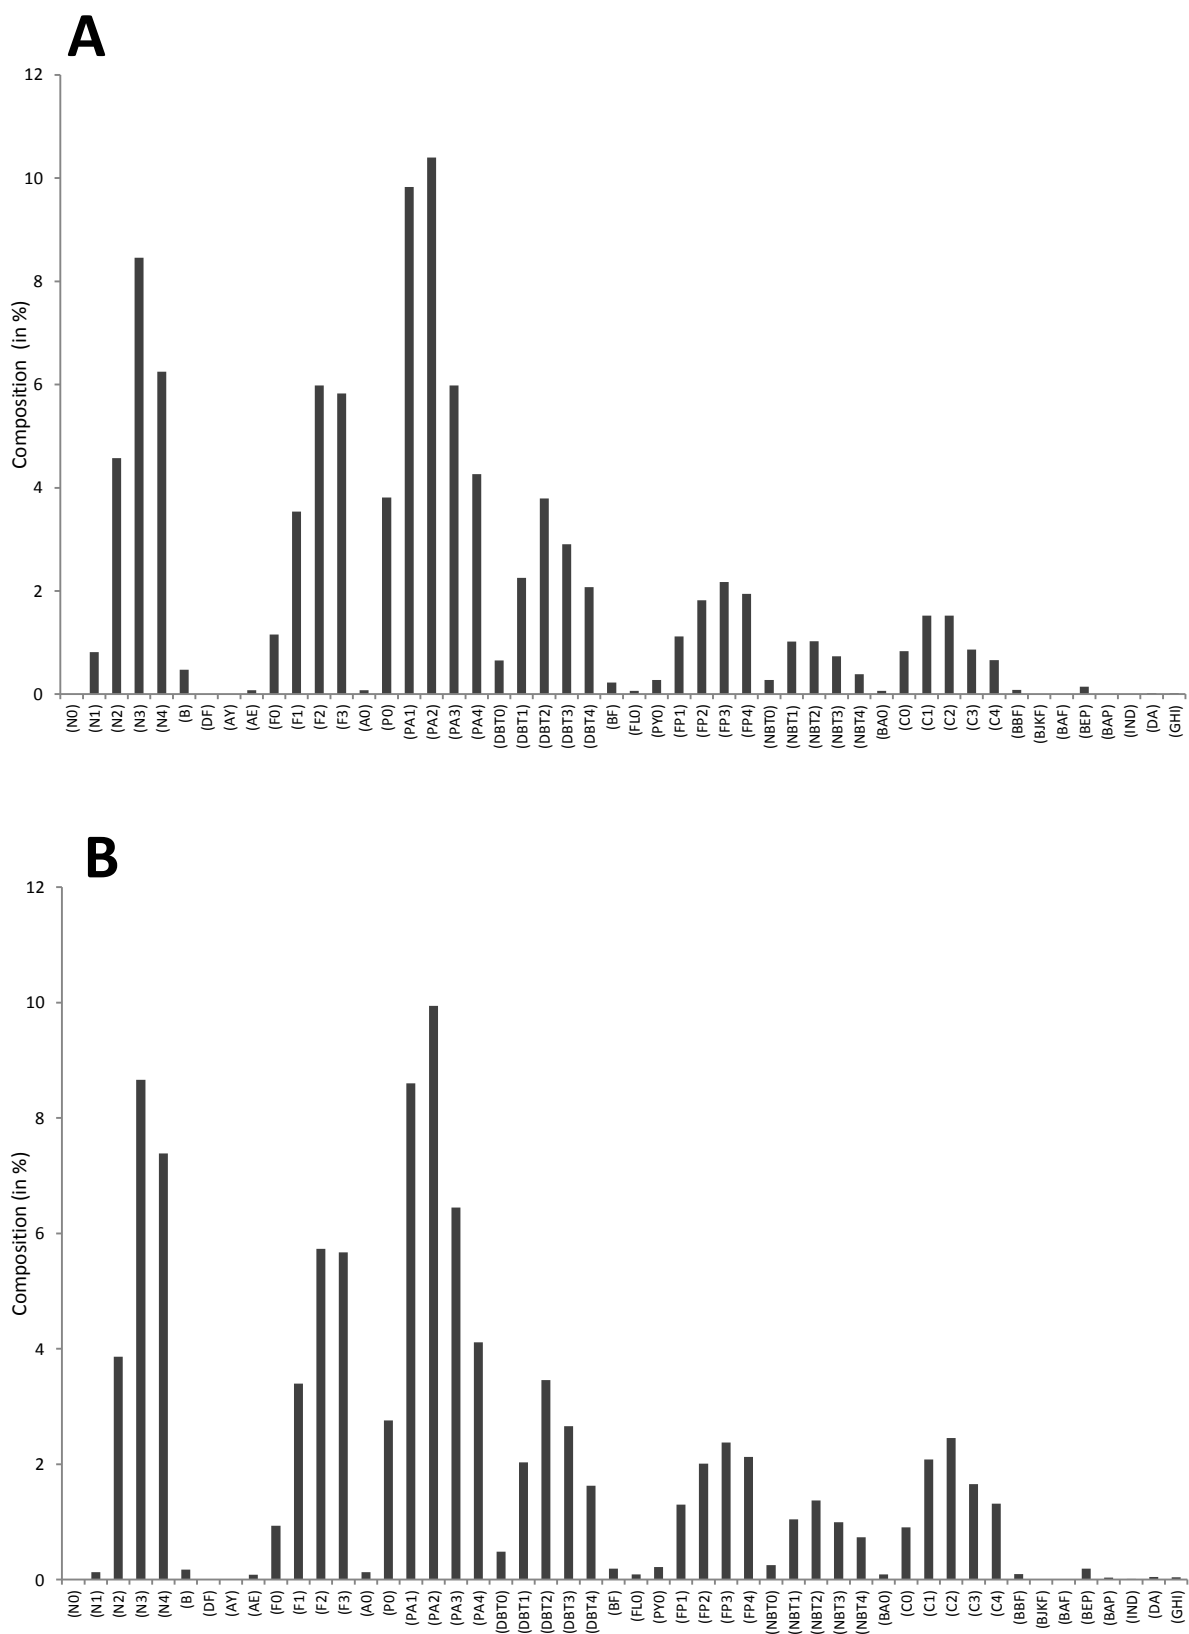 A
12
10
8
6
4
2
0
Composition (in %)
(N0) (N1) (N2) (N3) (N4) (B) (DF) (AY) (AE) (F0) (F1) (F2) (F3) (A0) (P0) (PA1) (PA2) (PA3) (PA4) (DBT0) (DBT1) (DBT2) (DBT3) (DBT4) (BF) (FL0) (PY0) (FP1) (FP2) (FP3) (FP4) (NBT0) (NBT1) (NBT2) (NBT3) (NBT4) (BA0) (C0) (C1) (C2) (C3) (C4) (BBF) (BJKF) (BAF) (BEP) (BAP) (IND) (DA) (GHI)
B
12
10
8
6
4
2
0
Composition (in %)
(N0) (N1) (N2) (N3) (N4) (B) (DF) (AY) (AE) (F0) (F1) (F2) (F3) (A0) (P0) (PA1) (PA2) (PA3) (PA4) (DBT0) (DBT1) (DBT2) (DBT3) (DBT4) (BF) (FL0) (PY0) (FP1) (FP2) (FP3) (FP4) (NBT0) (NBT1) (NBT2) (NBT3) (NBT4) (BA0) (C0) (C1) (C2) (C3) (C4) (BBF) (BJKF) (BAF) (BEP) (BAP) (IND) (DA) (GHI)